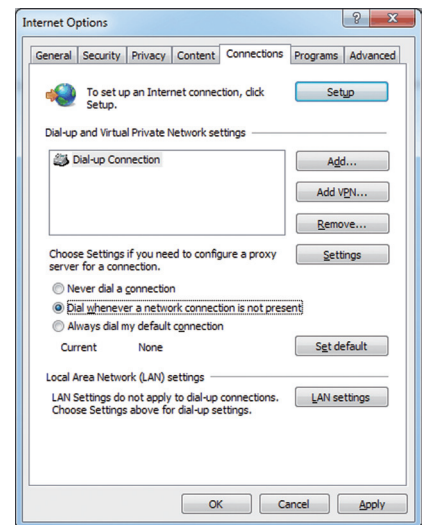 Internet Options
General Security Privacy Content Connections Programs Advanced
To set up an Internet connection, click
Setup.
Setup
Dial-up and Virtual Private Network settings
Dial-up Connection
Add...
Add VPN...
Remove...
Choose Settings if you need to configure a proxy
server for a connection.
Settings
Never dial a connection
Dial whenever a network connection is not present
Always dial my default connection
Current None
Set default
Local Area Network (LAN) settings
LAN Settings do not apply to dial-up connections.
Choose Settings above for dial-up settings.
LAN settings
OK Cancel Apply